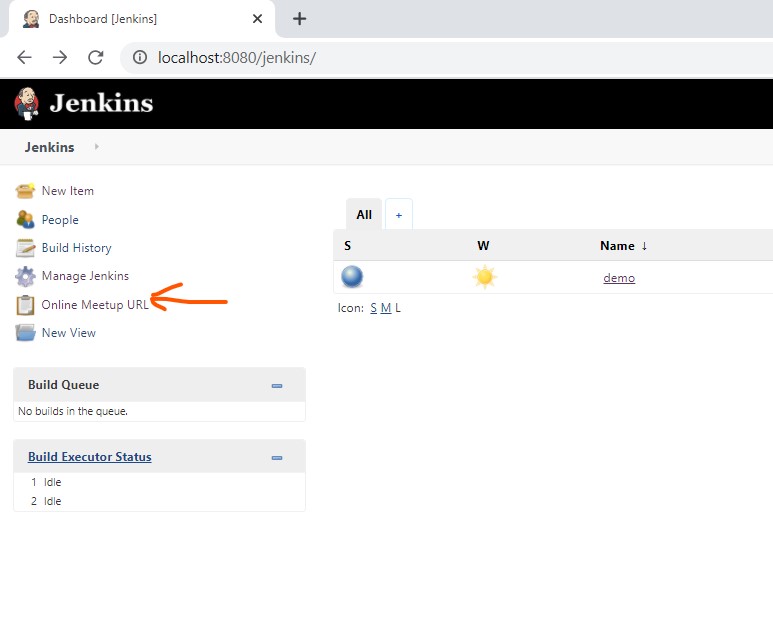 Dashboard [Jenkins]
localhost:8080/jenkins/
Jenkins
Jenkins
New Item
People
Build History
Manage Jenkins
Online Meetup URL
New View
Build Queue
No builds in the queue.
Build Executor Status
1 Idle
2 Idle
All +
S W Name ↓
demo
Icon: S M L